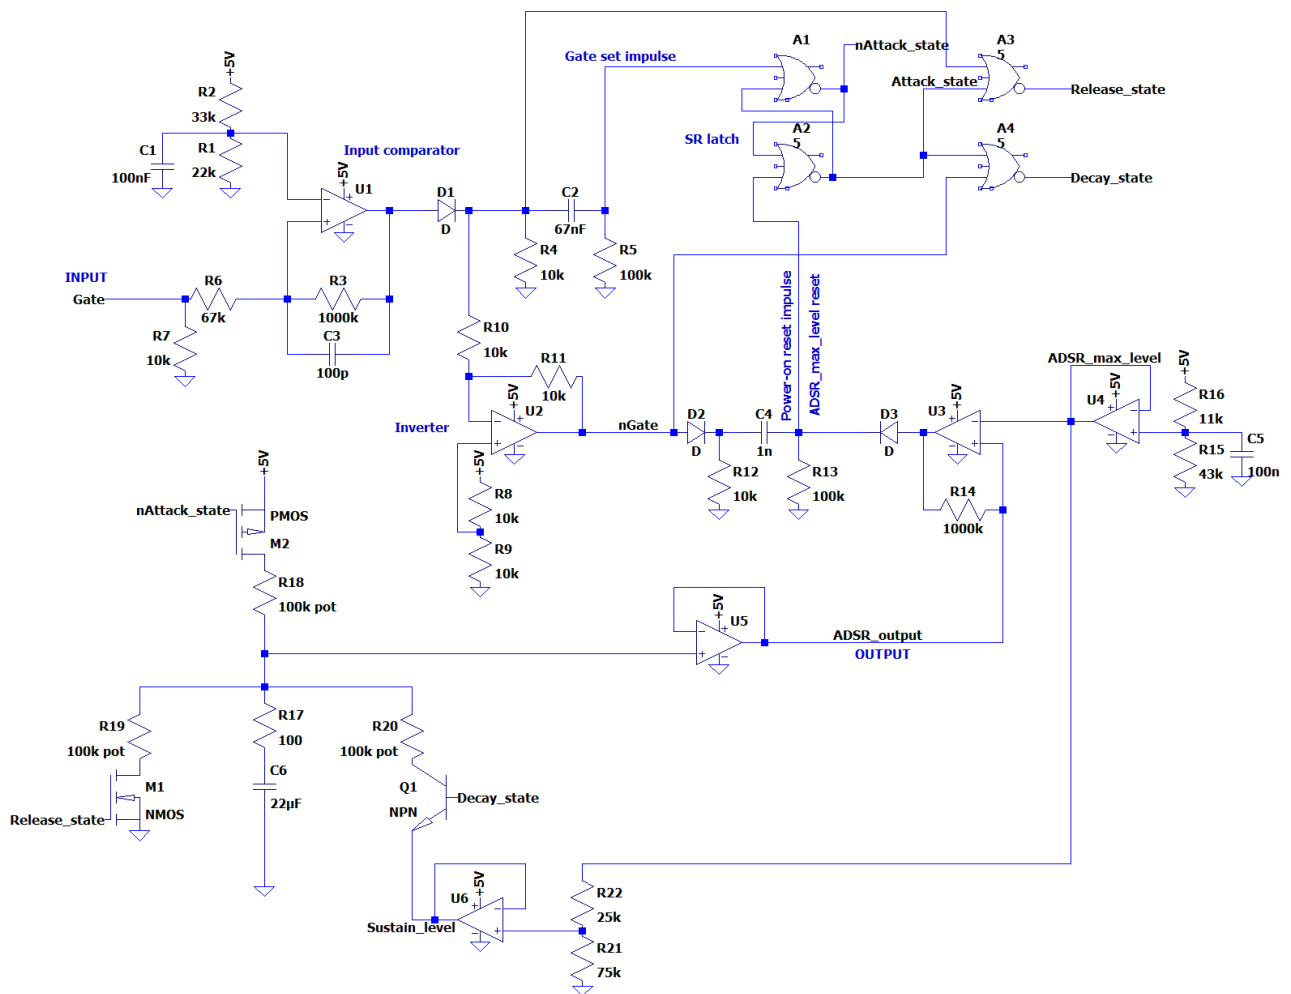 +5V
R2
33k
C1
100nF
R1
22k
Input comparator
+5V
U1
D1
D
C2
67nF
R4
10k
R5
100k
Gate set impulse
A1
nAttack_state
SR latch
A2
5
Attack_state
A3
5
Release_state
A4
5
Decay_state
INPUT
Gate
R6
67k
R7
10k
R3
1000k
C3
100p
R10
10k
R11
10k
Inverter
+5V
U2
+5V
R8
10k
R9
10k
nGate
D2
D
C4
1n
R12
10k
R13
100k
Power-on reset impulse
ADSR_max_level reset
D3
D
U3
+5V
R14
1000k
ADSR_max_level
U4
+5V
+5V
R16
11k
R15
43k
C5
100n
+5V
nAttack_state
PMOS
M2
R18
100k pot
+5V
U5
ADSR_output
OUTPUT
R19
100k pot
R17
100
C6
22µF
R20
100k pot
M1
NMOS
Release_state
Q1
NPN
Decay_state
U6
+5V
Sustain_level
R22
25k
R21
75k